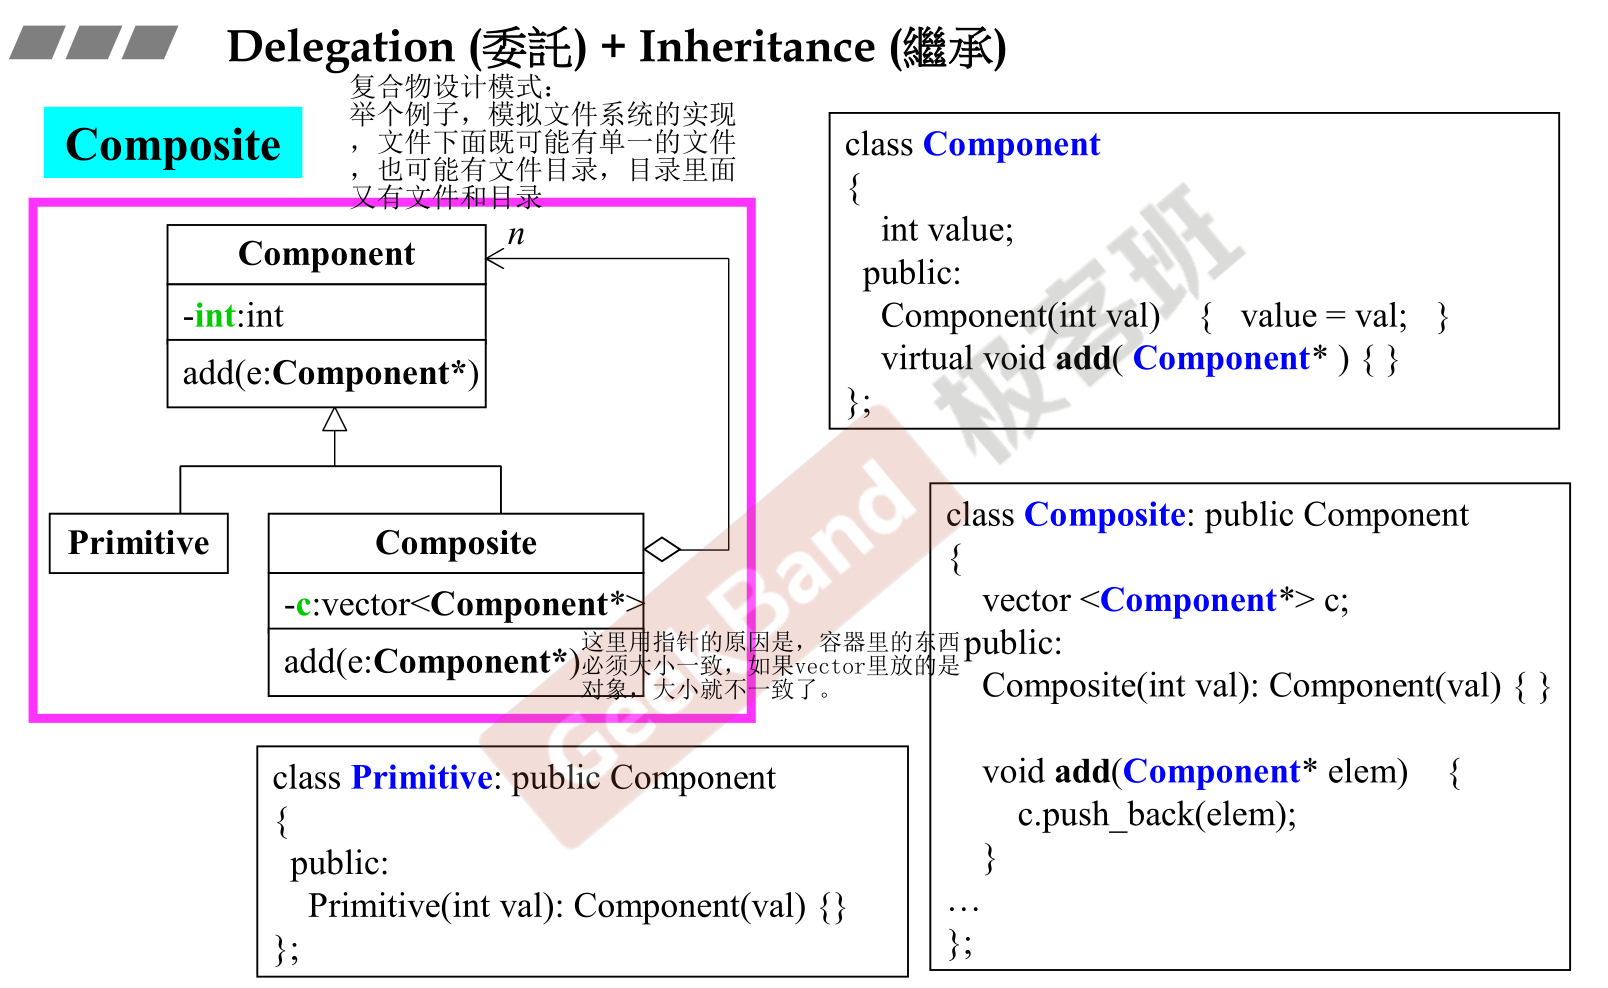 Delegation (委託) + Inheritance (繼承)
复合物设计模式：
举个例子，模拟文件系统的实现
，文件下面既可能有单一的文件
，也可能有文件目录，目录里面
又有文件和目录
Composite
n
Component
-int:int
add(e:Component*)
Primitive
Composite
-c:vector<Component*>
add(e:Component*)
这里用指针的原因是，容器里的东西
必须大小一致，如果vector里放的是
对象，大小就不一致了。
class Component
{
int value;
public:
Component(int val) { value = val; }
virtual void add( Component* ) { }
};
class Composite: public Component
{
vector <Component*> c;
public:
Composite(int val): Component(val) { }
void add(Component* elem) {
c.push_back(elem);
}
…
};
class Primitive: public Component
{
public:
Primitive(int val): Component(val) {}
};
GeekBand
极客班